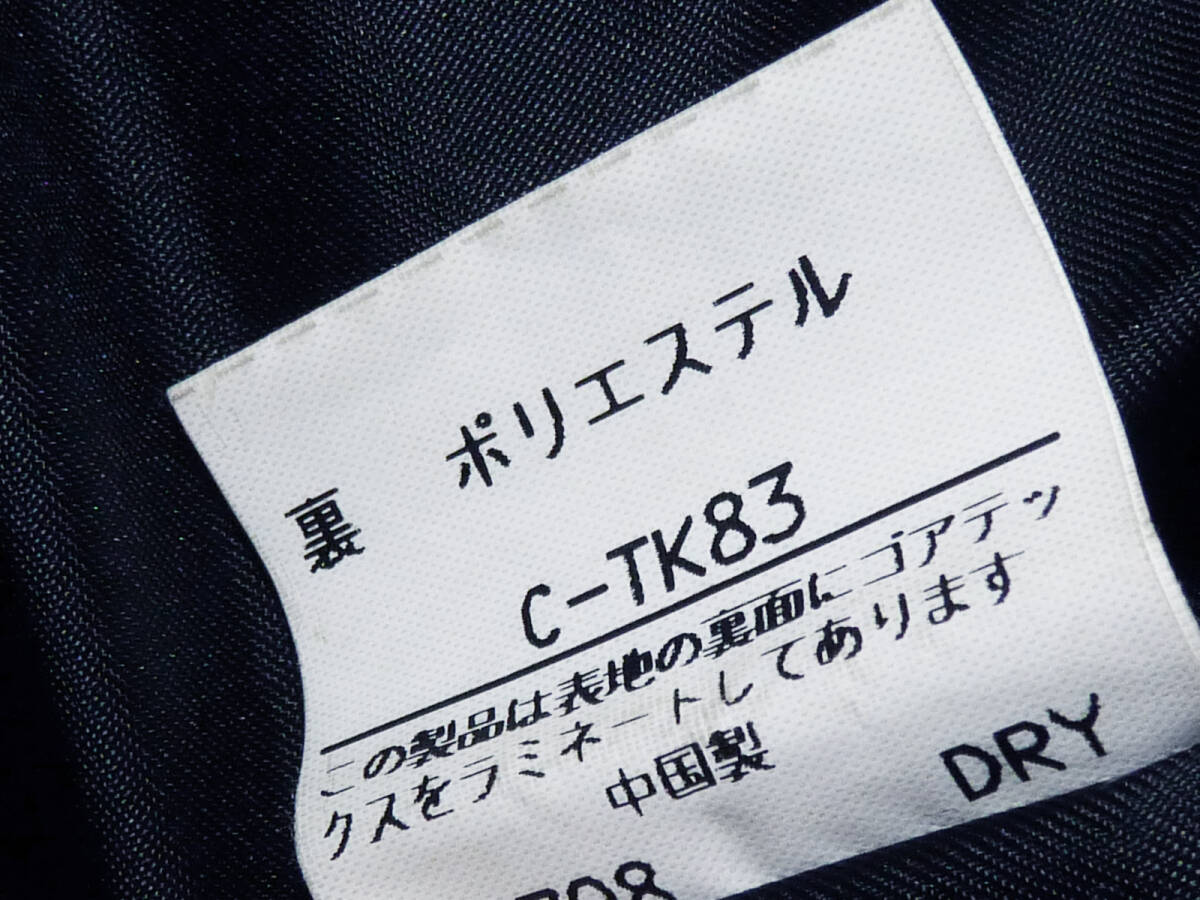 裏 ポリエステル
C-TK83
この製品は表地の裏面にゴアテッ
クスをラミネートしてあります
中国製
DRY